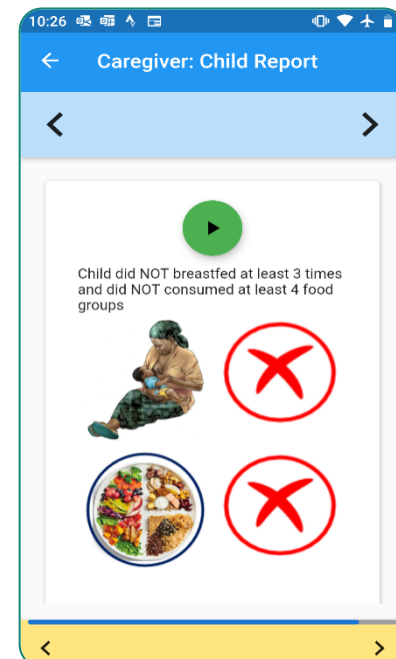 10:26
Caregiver: Child Report
Child did NOT breastfed at least 3 times
and did NOT consumed at least 4 food
groups